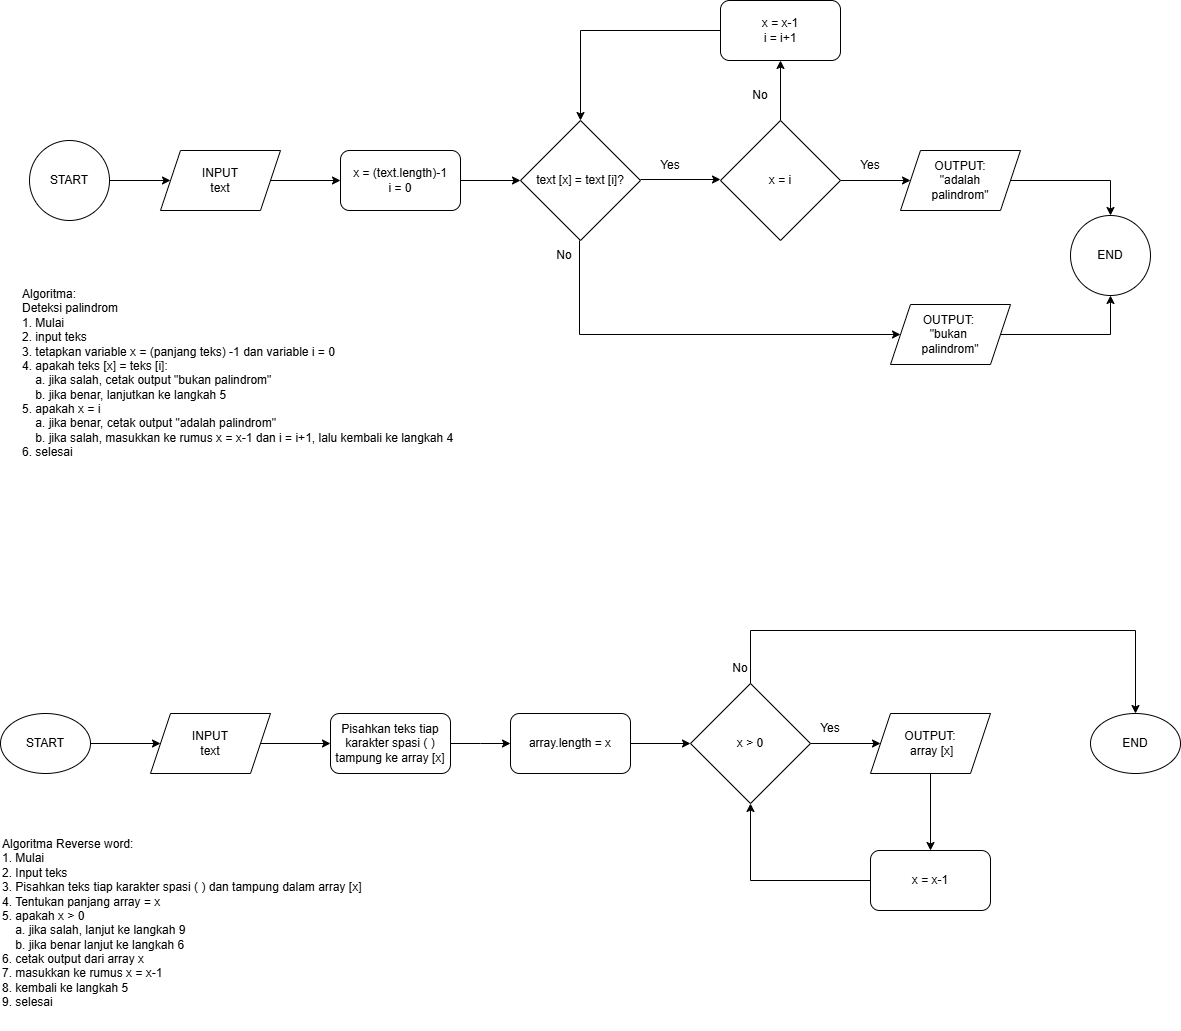 x = x-1
i = i+1
No
START
INPUT
text
x = (text.length)-1
i = 0
text [x] = text [i]?
Yes
x = i
Yes
OUTPUT:
"adalah
palindrom"
END
No
OUTPUT:
"bukan
palindrom"
Algoritma:
Deteksi palindrom
1. Mulai
2. input teks
3. tetapkan variable x = (panjang teks) -1 dan variable i = 0
4. apakah teks [x] = teks [i]:
a. jika salah, cetak output "bukan palindrom"
b. jika benar, lanjutkan ke langkah 5
5. apakah x = i
a. jika benar, cetak output "adalah palindrom"
b. jika salah, masukkan ke rumus x = x-1 dan i = i+1, lalu kembali ke langkah 4
6. selesai
No
START
INPUT
text
Pisahkan teks tiap
karakter spasi ( )
tampung ke array [x]
array.length = x
x > 0
Yes
OUTPUT:
array [x]
END
x = x-1
Algoritma Reverse word:
1. Mulai
2. Input teks
3. Pisahkan teks tiap karakter spasi ( ) dan tampung dalam array [x]
4. Tentukan panjang array = x
5. apakah x > 0
a. jika salah, lanjut ke langkah 9
b. jika benar lanjut ke langkah 6
6. cetak output dari array x
7. masukkan ke rumus x = x-1
8. kembali ke langkah 5
9. selesai